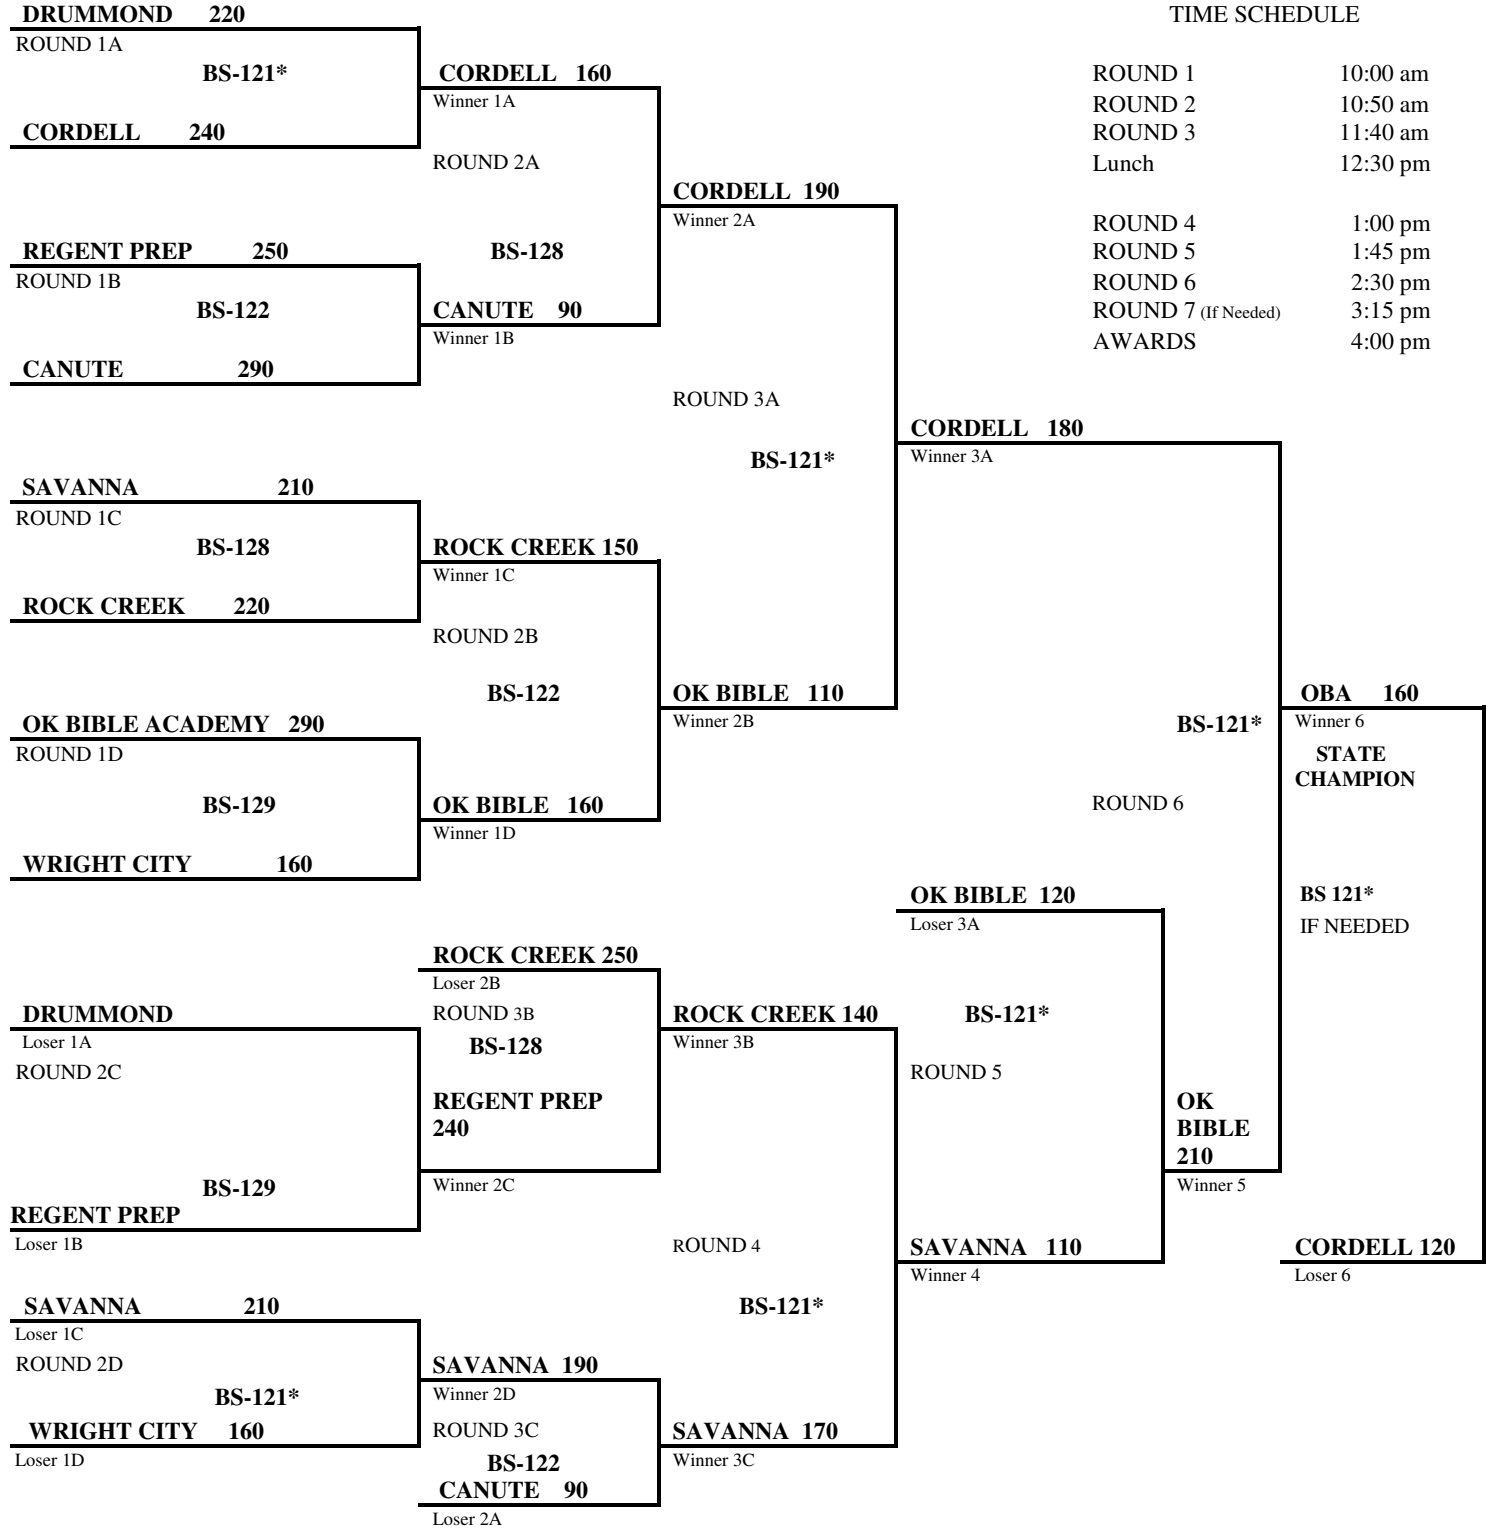 DRUMMOND 220
TIME SCHEDULE
ROUND 1A
BS-121*
CORDELL 160
ROUND 1 10:00 am
Winner 1A
ROUND 2 10:50 am
CORDELL 240
ROUND 3 11:40 am
ROUND 2A
Lunch 12:30 pm
CORDELL 190
Winner 2A
ROUND 4 1:00 pm
REGENT PREP 250
BS-128
ROUND 5 1:45 pm
ROUND 1B
ROUND 6 2:30 pm
BS-122
CANUTE 90
ROUND 7 (If Needed) 3:15 pm
Winner 1B
AWARDS 4:00 pm
CANUTE 290
ROUND 3A
CORDELL 180
Winner 3A
BS-121*
SAVANNA 210
ROUND 1C
BS-128
ROCK CREEK 150
Winner 1C
ROCK CREEK 220
ROUND 2B
BS-122
OK BIBLE 110
OBA 160
Winner 2B
Winner 6
OK BIBLE ACADEMY 290
BS-121*
ROUND 1D
STATE
CHAMPION
BS-129
OK BIBLE 160
ROUND 6
Winner 1D
WRIGHT CITY 160
OK BIBLE 120
BS 121*
Loser 3A
IF NEEDED
ROCK CREEK 250
Loser 2B
DRUMMOND
ROUND 3B
ROCK CREEK 140
BS-121*
Loser 1A
BS-128
Winner 3B
ROUND 2C
ROUND 5
REGENT PREP
240
OK
BIBLE
210
BS-129
Winner 2C
Winner 5
REGENT PREP
Loser 1B
ROUND 4
SAVANNA 110
CORDELL 120
Winner 4
Loser 6
SAVANNA 210
BS-121*
Loser 1C
ROUND 2D
SAVANNA 190
BS-121*
Winner 2D
WRIGHT CITY 160
ROUND 3C
SAVANNA 170
Loser 1D
BS-122
Winner 3C
CANUTE 90
Loser 2A